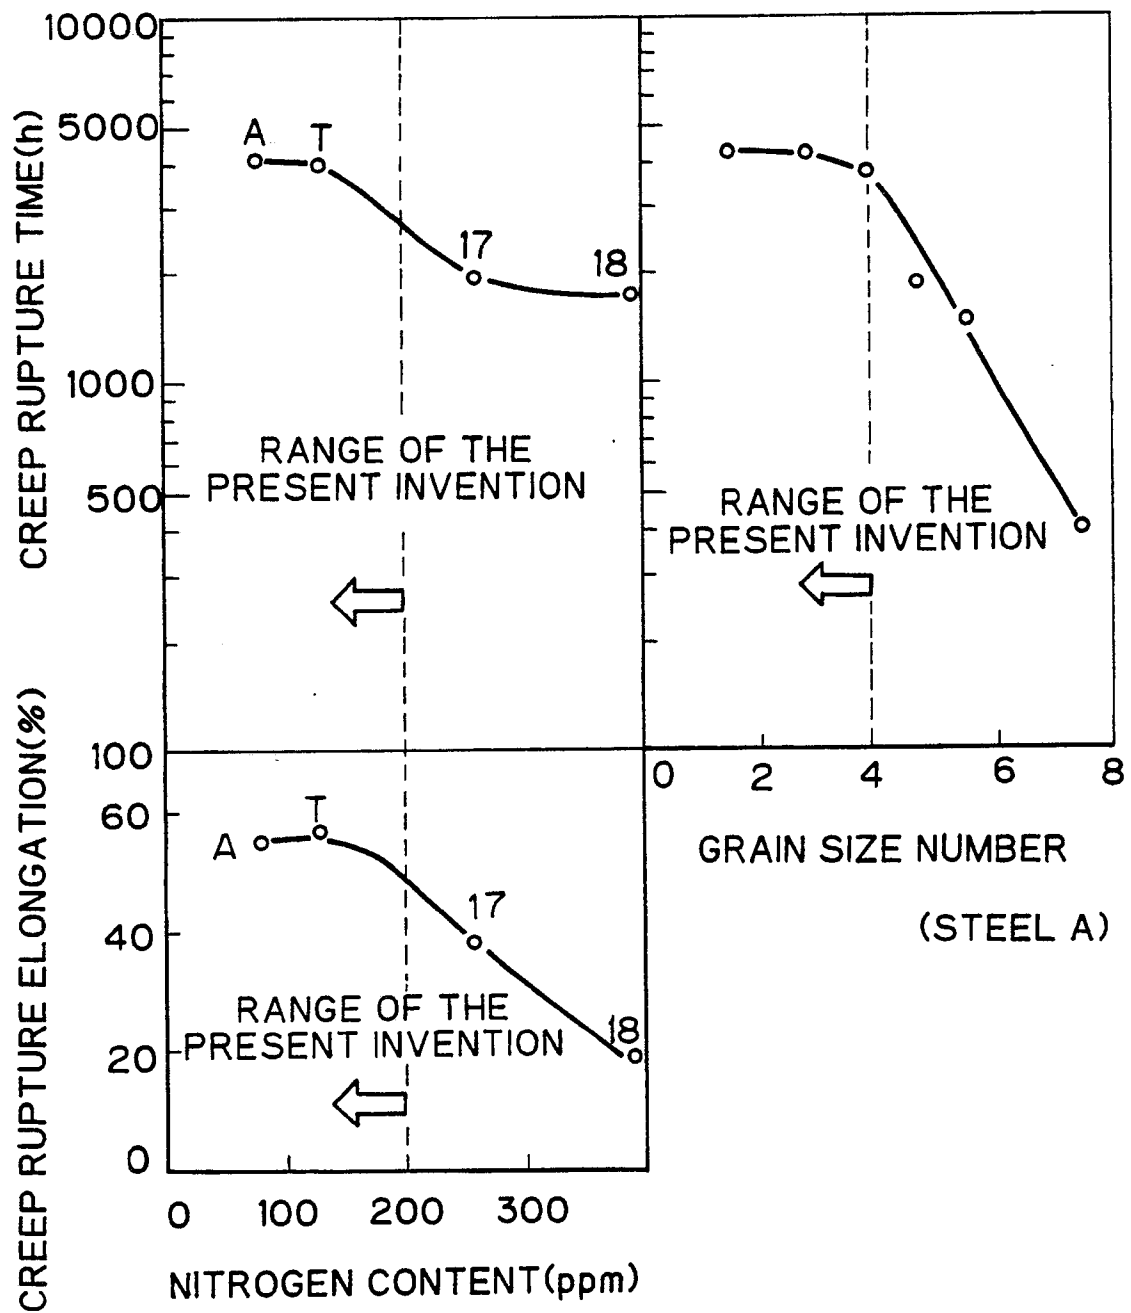 CREEP RUPTURE TIME(h)
10000
5000
1000
500
A
T
17
18
RANGE OF THE
PRESENT INVENTION
RANGE OF THE
PRESENT INVENTION
0
2
4
6
8
GRAIN SIZE NUMBER
(STEEL A)
CREEP RUPTURE ELONGATION(%)
100
60
40
20
0
A
T
17
18
RANGE OF THE
PRESENT INVENTION
0
100
200
300
NITROGEN CONTENT(ppm)